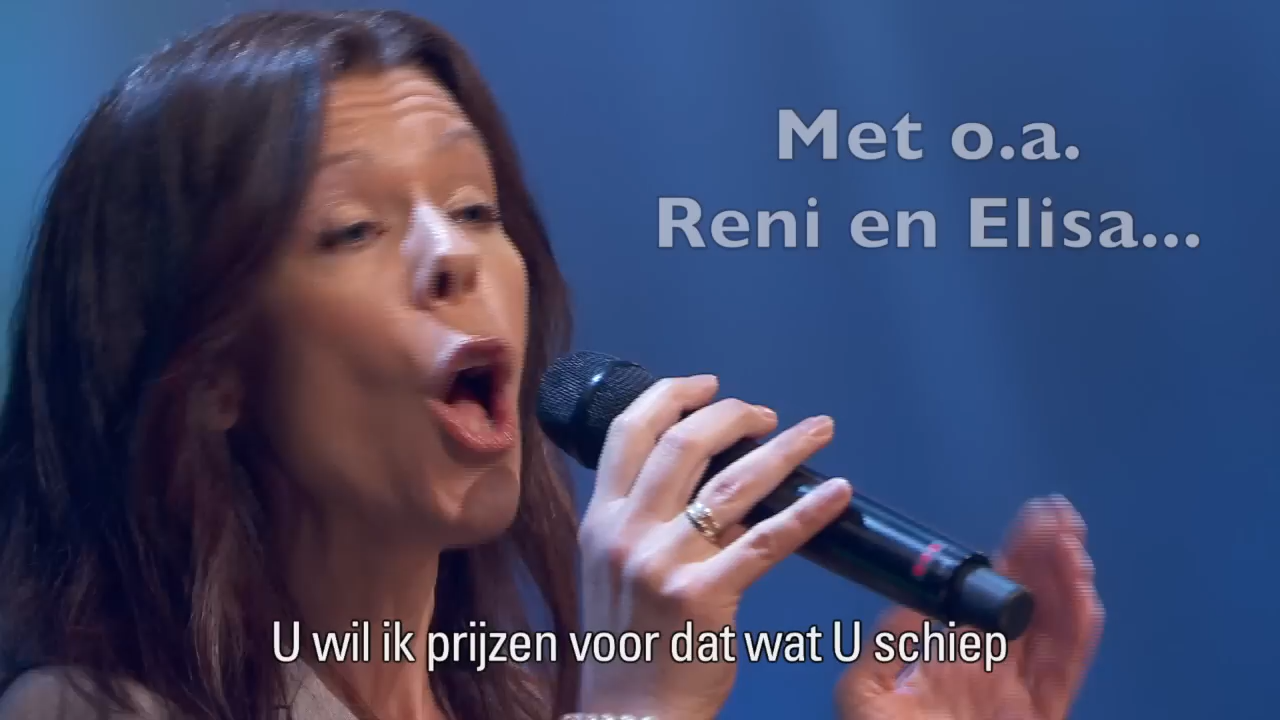 Met o.a.
Reni en Elisa...
U wil ik prijzen voor dat wat U schiep